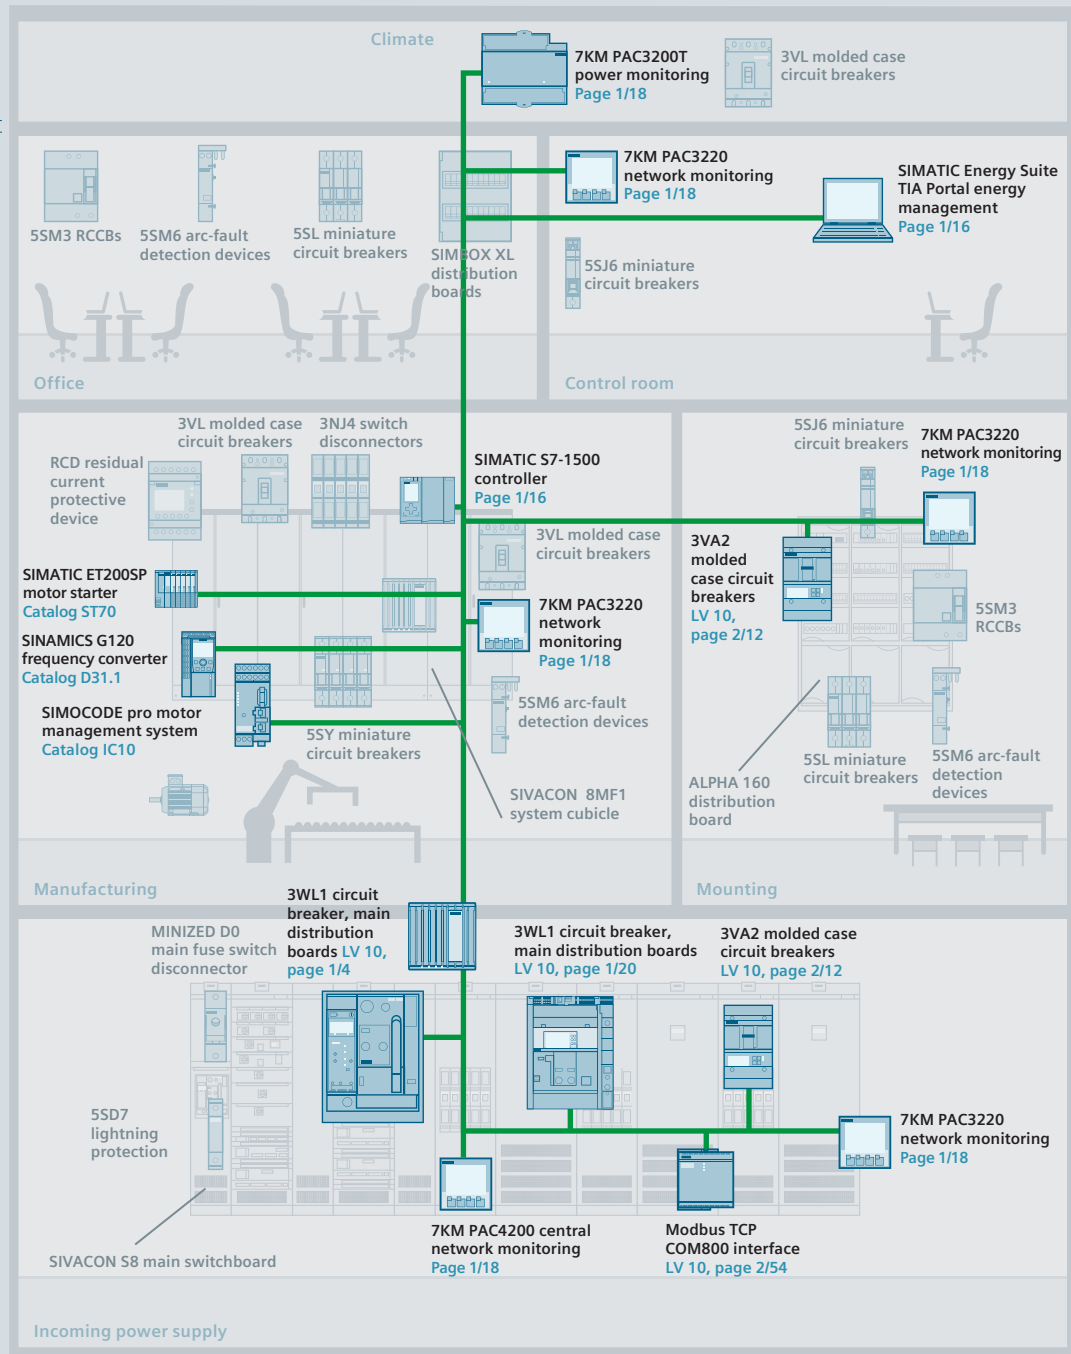 Climate
7KM PAC3200T
power monitoring
Page 1/18
3VL molded case
circuit breakers
5SM3 RCCBs
5SM6 arc-fault
detection devices
5SL miniature
circuit breakers
SIMBOX XL
distribution
boards
Office
7KM PAC3220
network monitoring
Page 1/18
SIMATIC Energy Suite
TIA Portal energy
management
Page 1/16
5SJ6 miniature
circuit breakers
Control room
3VL molded case
circuit breakers
3NJ4 switch
disconnectors
RCD residual
current
protective
device
SIMATIC S7-1500
controller
Page 1/16
3VL molded case
circuit breakers
SIMATIC ET200SP
motor starter
Catalog ST70
7KM PAC3220
network
monitoring
Page 1/18
SINAMICS G120
frequency converter
Catalog D31.1
SIMOCODE pro motor
management system
Catalog IC10
5SY miniature
circuit breakers
5SM6 arc-fault
detection devices
SIVACON 8MF1
system cubicle
Manufacturing
5SJ6 miniature
circuit breakers
7KM PAC3220
network monitoring
Page 1/18
3VA2
molded
case circuit
breakers
LV 10,
page 2/12
5SM3
RCCBs
ALPHA 160
distribution
board
5SL miniature
circuit breakers
5SM6 arc-fault
detection
devices
Mounting
MINIZED D0
main fuse switch
disconnector
3WL1 circuit
breaker, main
distribution
boards LV 10,
page 1/4
3WL1 circuit breaker,
main distribution boards
LV 10, page 1/20
3VA2 molded case
circuit breakers
LV 10, page 2/12
5SD7
lightning
protection
7KM PAC3220
network monitoring
Page 1/18
SIVACON S8 main switchboard
7KM PAC4200 central
network monitoring
Page 1/18
Modbus TCP
COM800 interface
LV 10, page 2/54
Incoming power supply